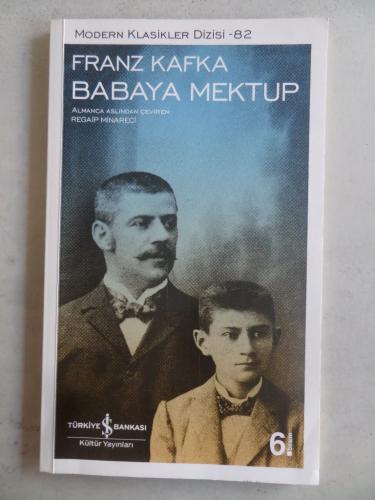 MODERN KLASİKLER DİZİSİ -82
FRANZ KAFKA
BABAYA MEKTUP
ALMANCA ASLINDAN ÇEVİREN:
REGAİP MİNARECİ
TÜRKİYE İŞ BANKASI
Kültür Yayınları
6.
Basım